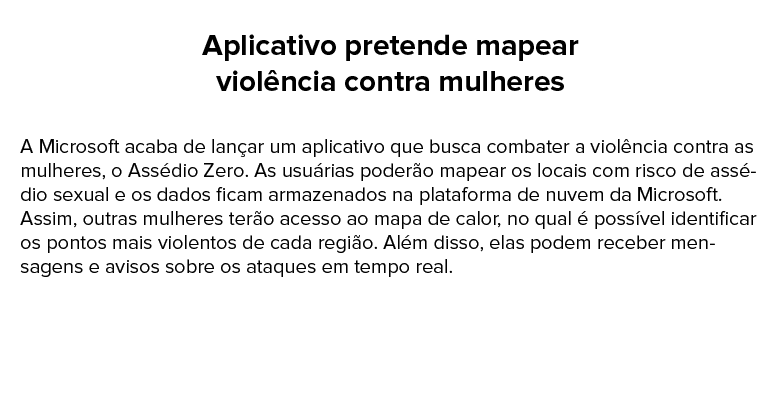 Aplicativo pretende mapear
violência contra mulheres
A Microsoft acaba de lançar um aplicativo que busca combater a violência contra as
mulheres, o Assédio Zero. As usuárias poderão mapear os locais com risco de assé-
dio sexual e os dados ficam armazenados na plataforma de nuvem da Microsoft.
Assim, outras mulheres terão acesso ao mapa de calor, no qual é possível identificar
os pontos mais violentos de cada região. Além disso, elas podem receber men-
sagens e avisos sobre os ataques em tempo real.